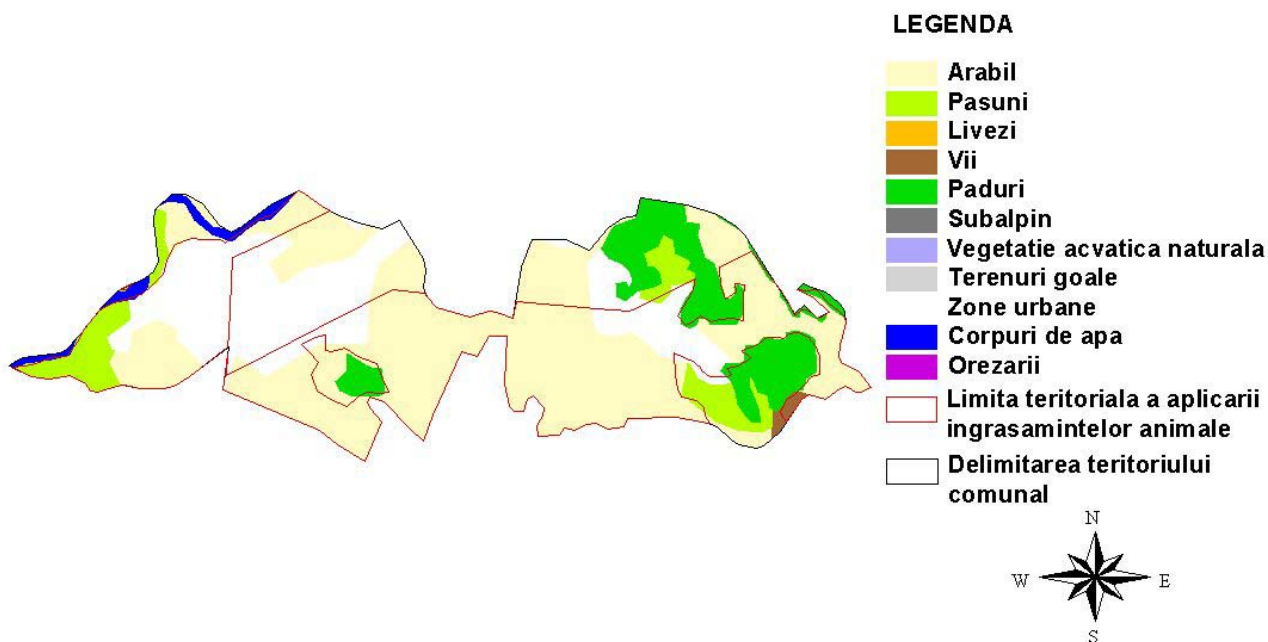 LEGENDA
Arabil
Pasuni
Livezi
Vii
Paduri
Subalpin
Vegetatie acvatica naturala
Terenuri goale
Zone urbane
Corpuri de apa
Orezarii
Limita teritoriala a aplicarii
ingrasamintelor animale
Delimitarea teritoriului
comunal
N
W E
S